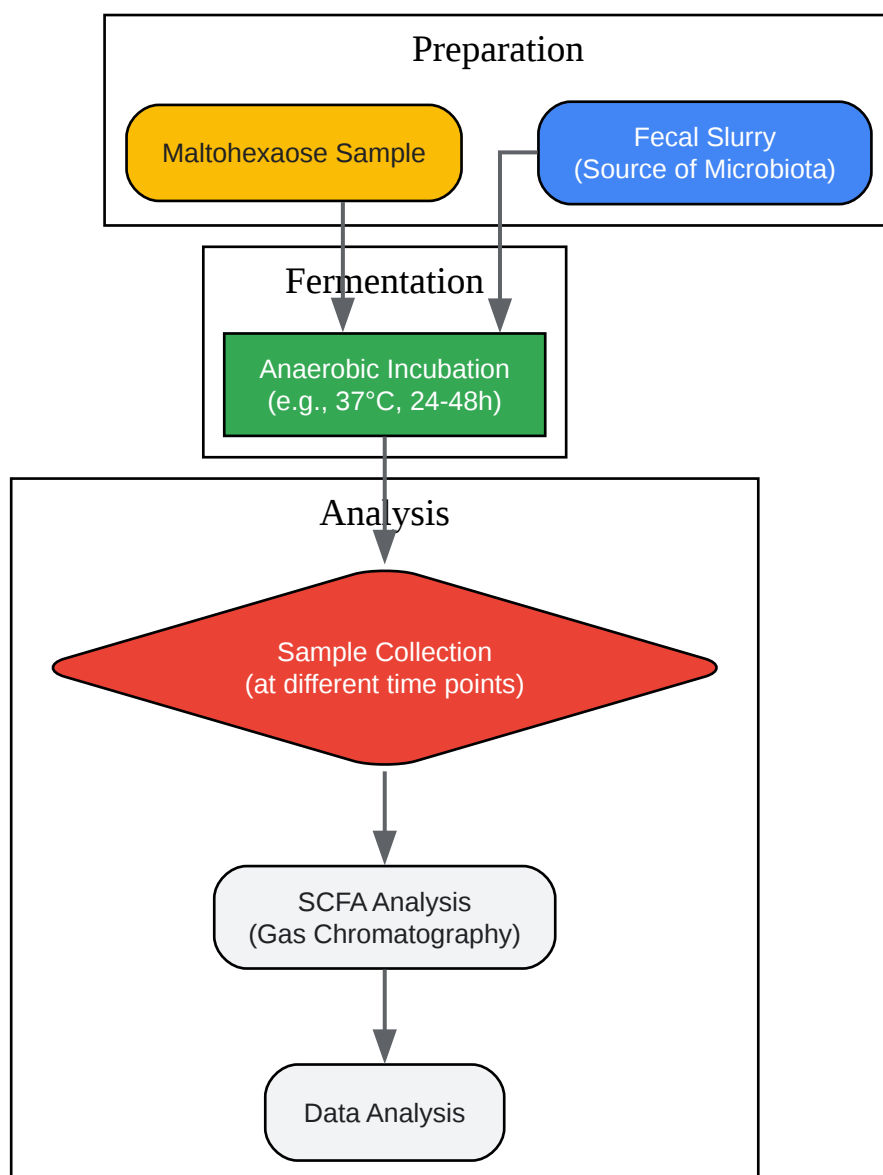 Preparation
Maltohexaose Sample
Fecal Slurry
(Source of Microbiota)
Fermentation
Anaerobic Incubation
(e.g., 37°C, 24-48h)
Analysis
Sample Collection
(at different time points)
SCFA Analysis
(Gas Chromatography)
Data Analysis